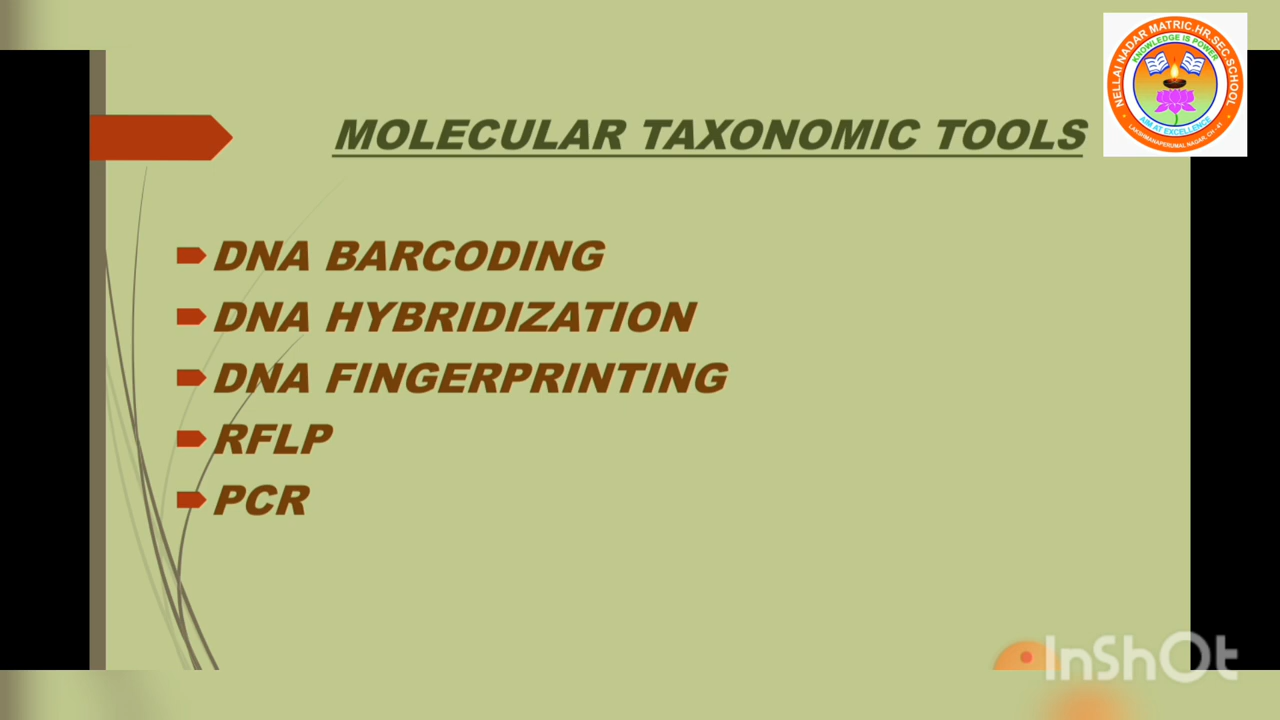 NELLAI NADAR MATRIC.HR.SEC.SCHOOL
KNOWLEDGE IS POWER
AIM AT EXCELLENCE
MOLECULAR TAXONOMIC TOOLS
DNA BARCODING
DNA HYBRIDIZATION
DNA FINGERPRINTING
RFLP
PCR
InShOt